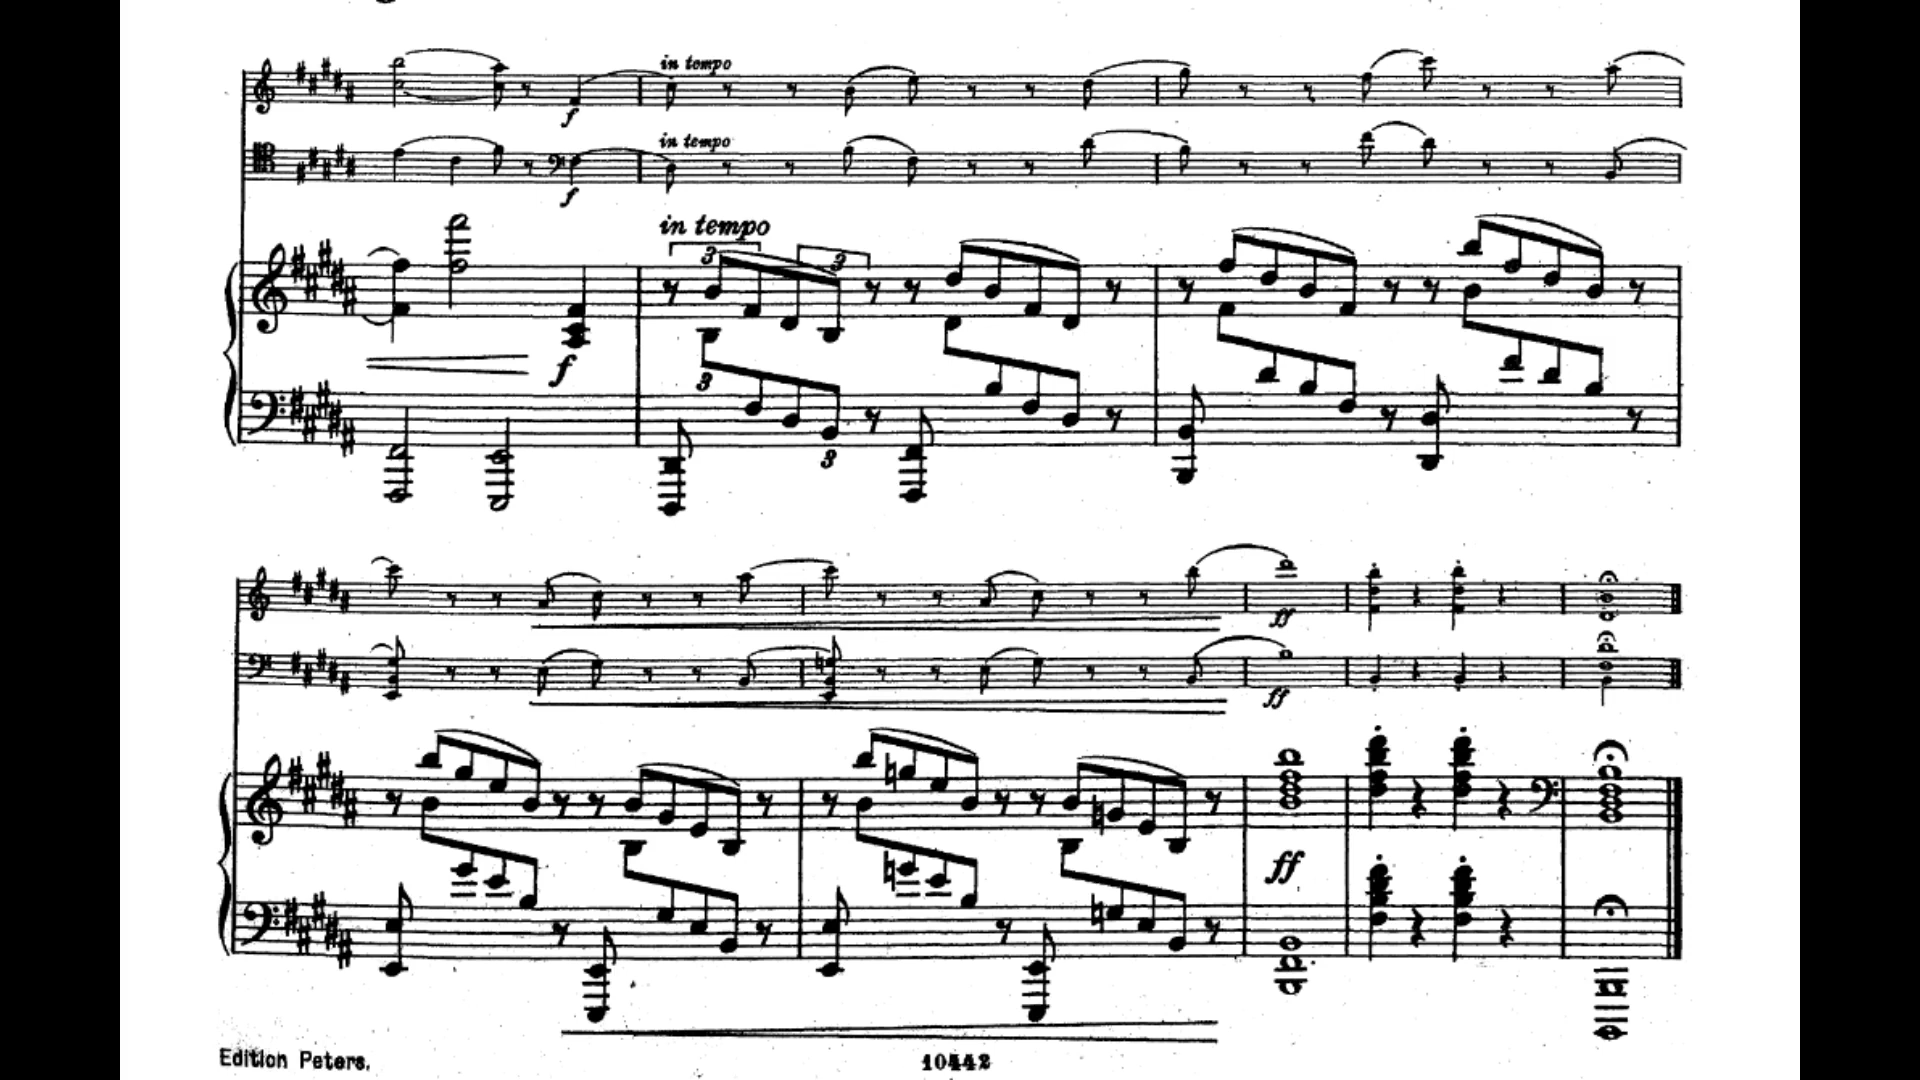 in tempo
f
in tempo
f
in tempo
3 3
f
3
3
ff
ff
ff
Edition Peters.
10442